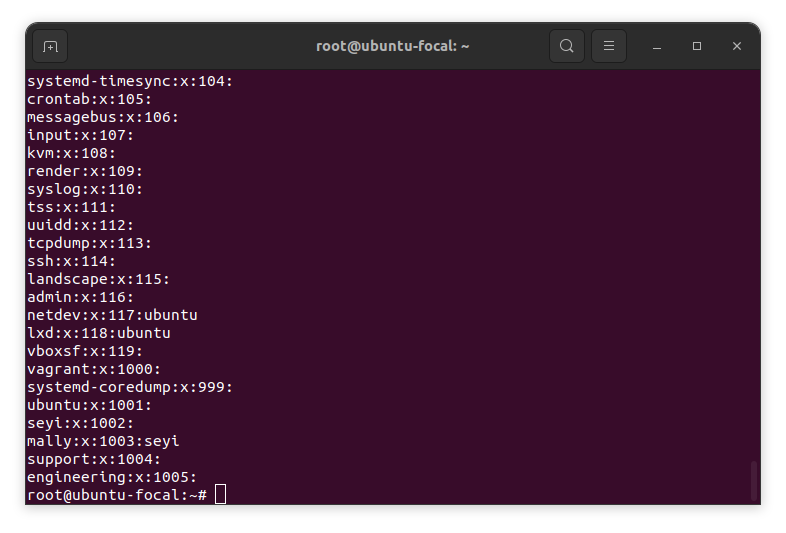 root@ubuntu-focal: ~
systemd-timesync:x:104:
crontab:x:105:
messagebus:x:106:
input:x:107:
kvm:x:108:
render:x:109:
syslog:x:110:
tss:x:111:
uuidd:x:112:
tcpdump:x:113:
ssh:x:114:
landscape:x:115:
admin:x:116:
netdev:x:117:ubuntu
lxd:x:118:ubuntu
vboxsf:x:119:
vagrant:x:1000:
systemd-coredump:x:999:
ubuntu:x:1001:
seyi:x:1002:
mally:x:1003:seyi
support:x:1004:
engineering:x:1005:
root@ubuntu-focal:~#